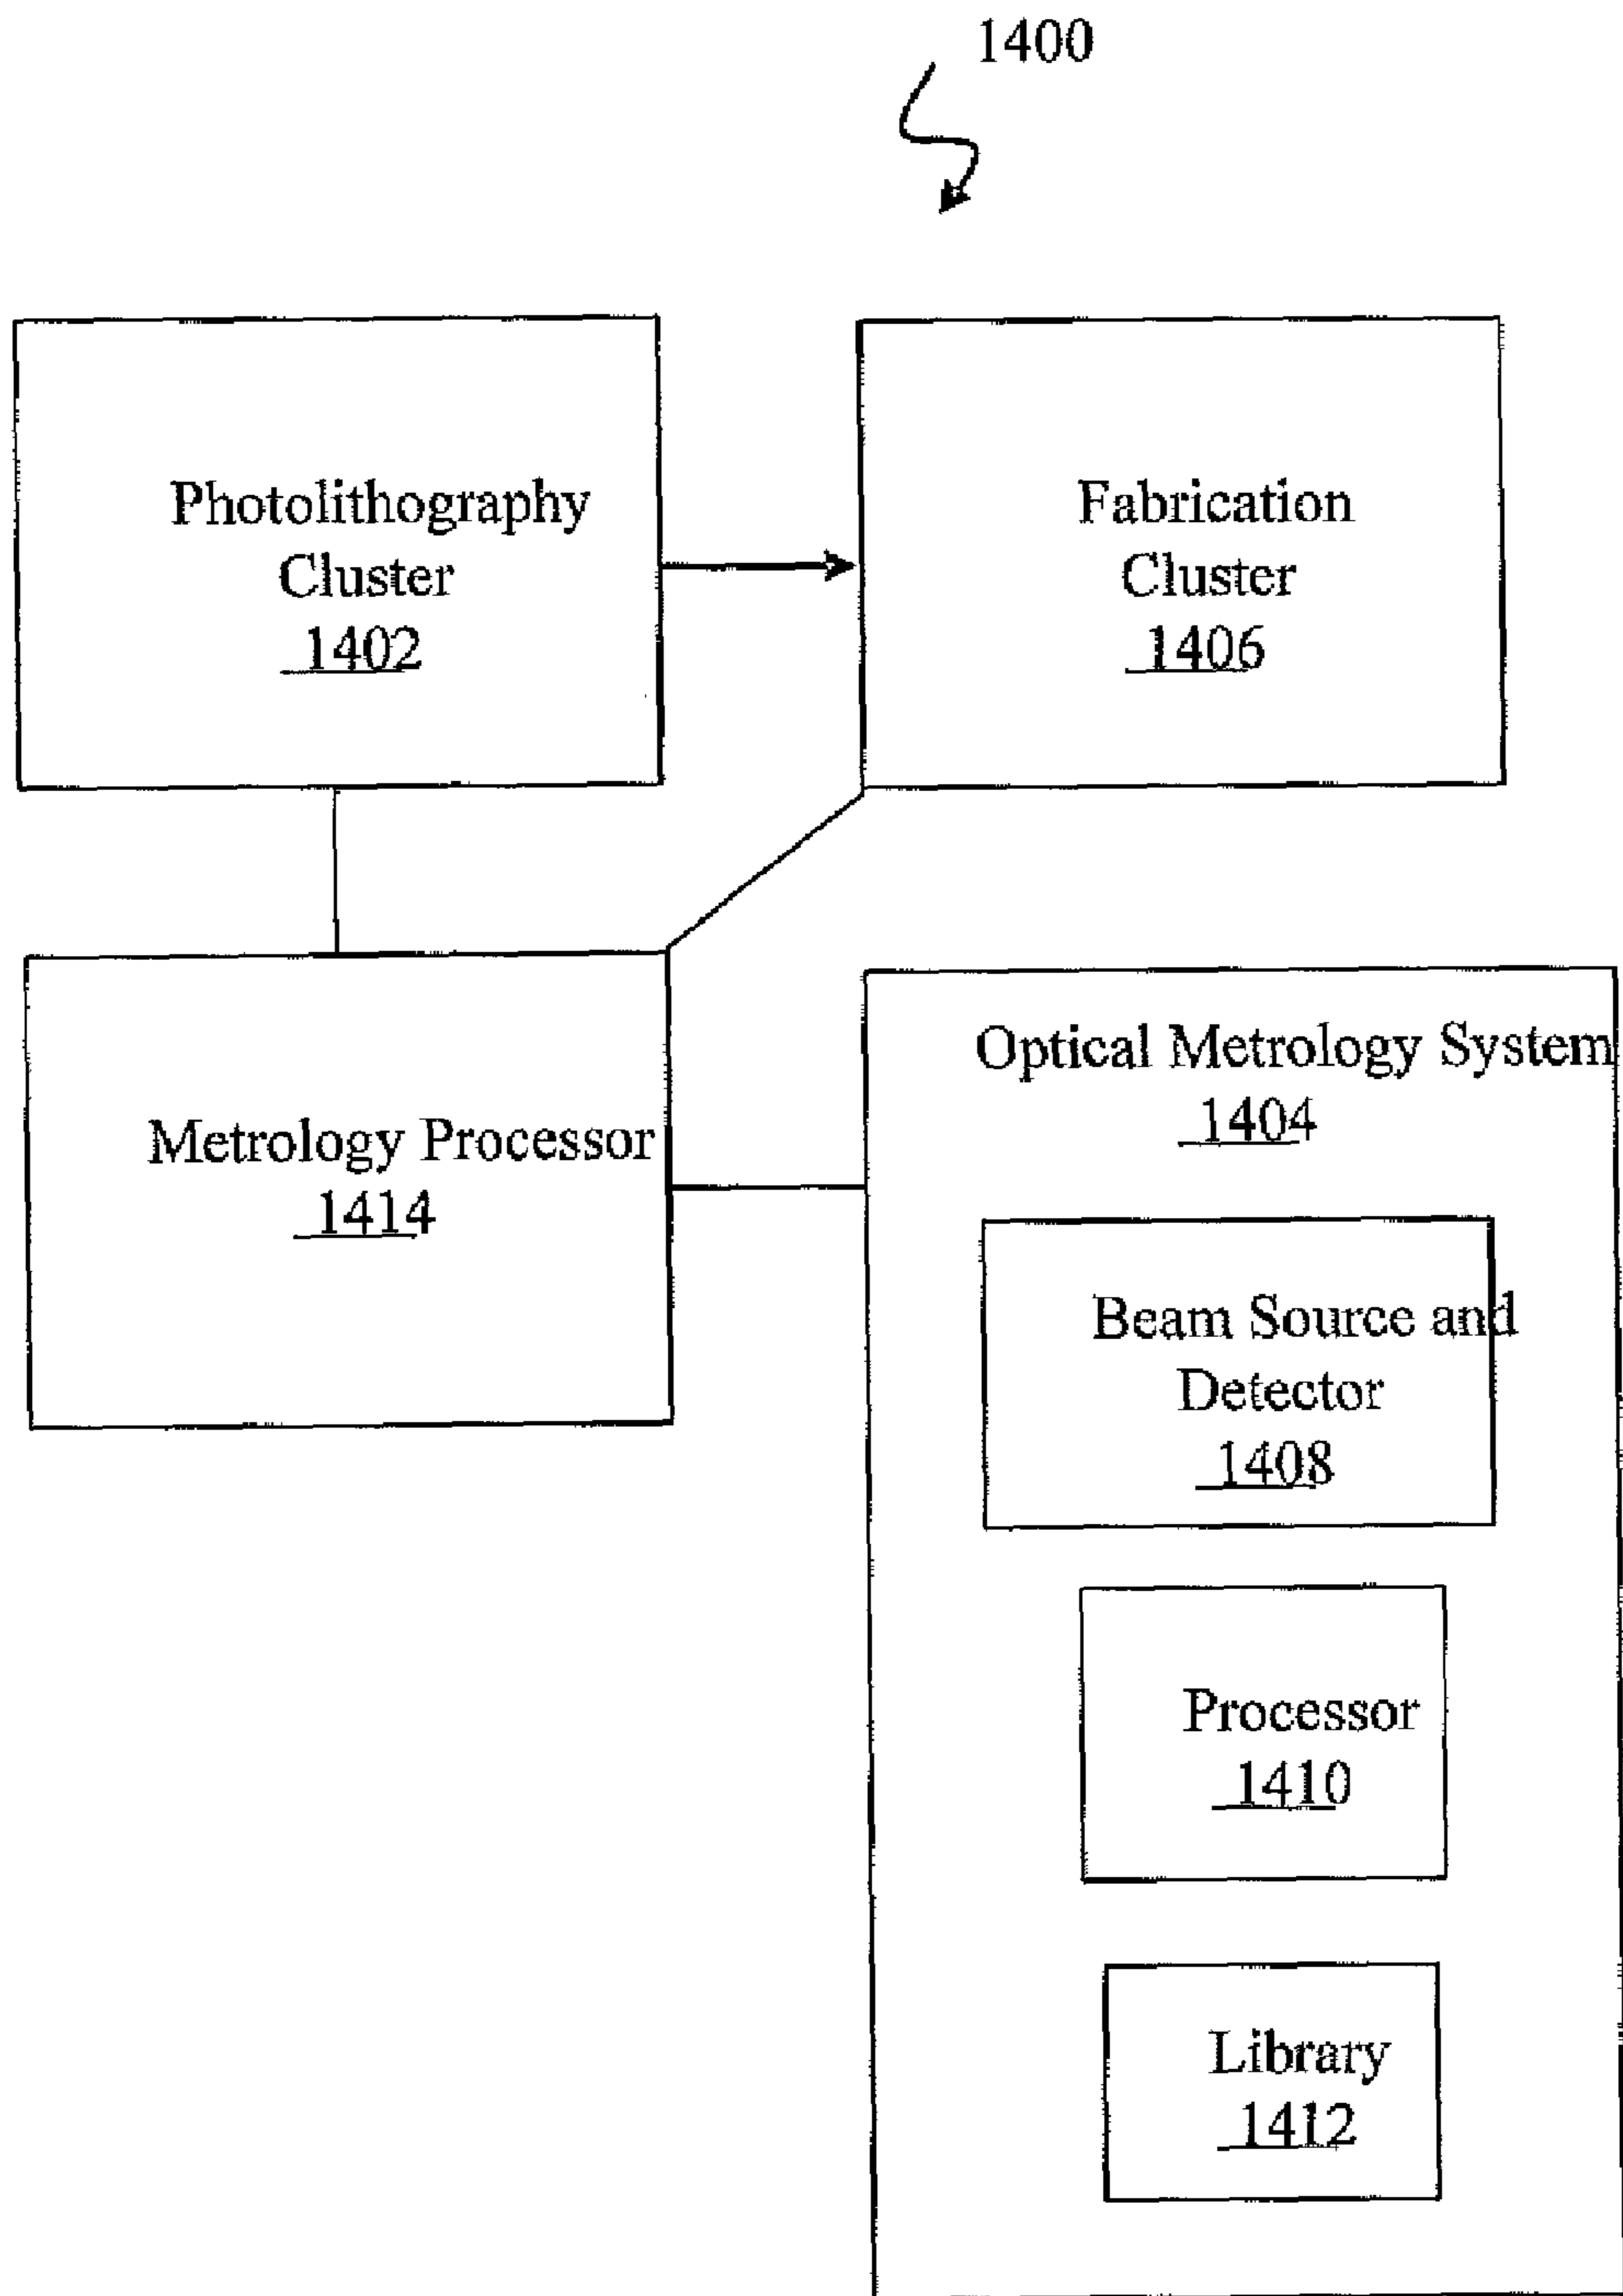 1400
Photolithography
Cluster
1402
Fabrication
Cluster
1406
Metrology Processor
1414
Optical Metrology System
1404
Beam Source and
Detector
1408
Processor
1410
Library
1412